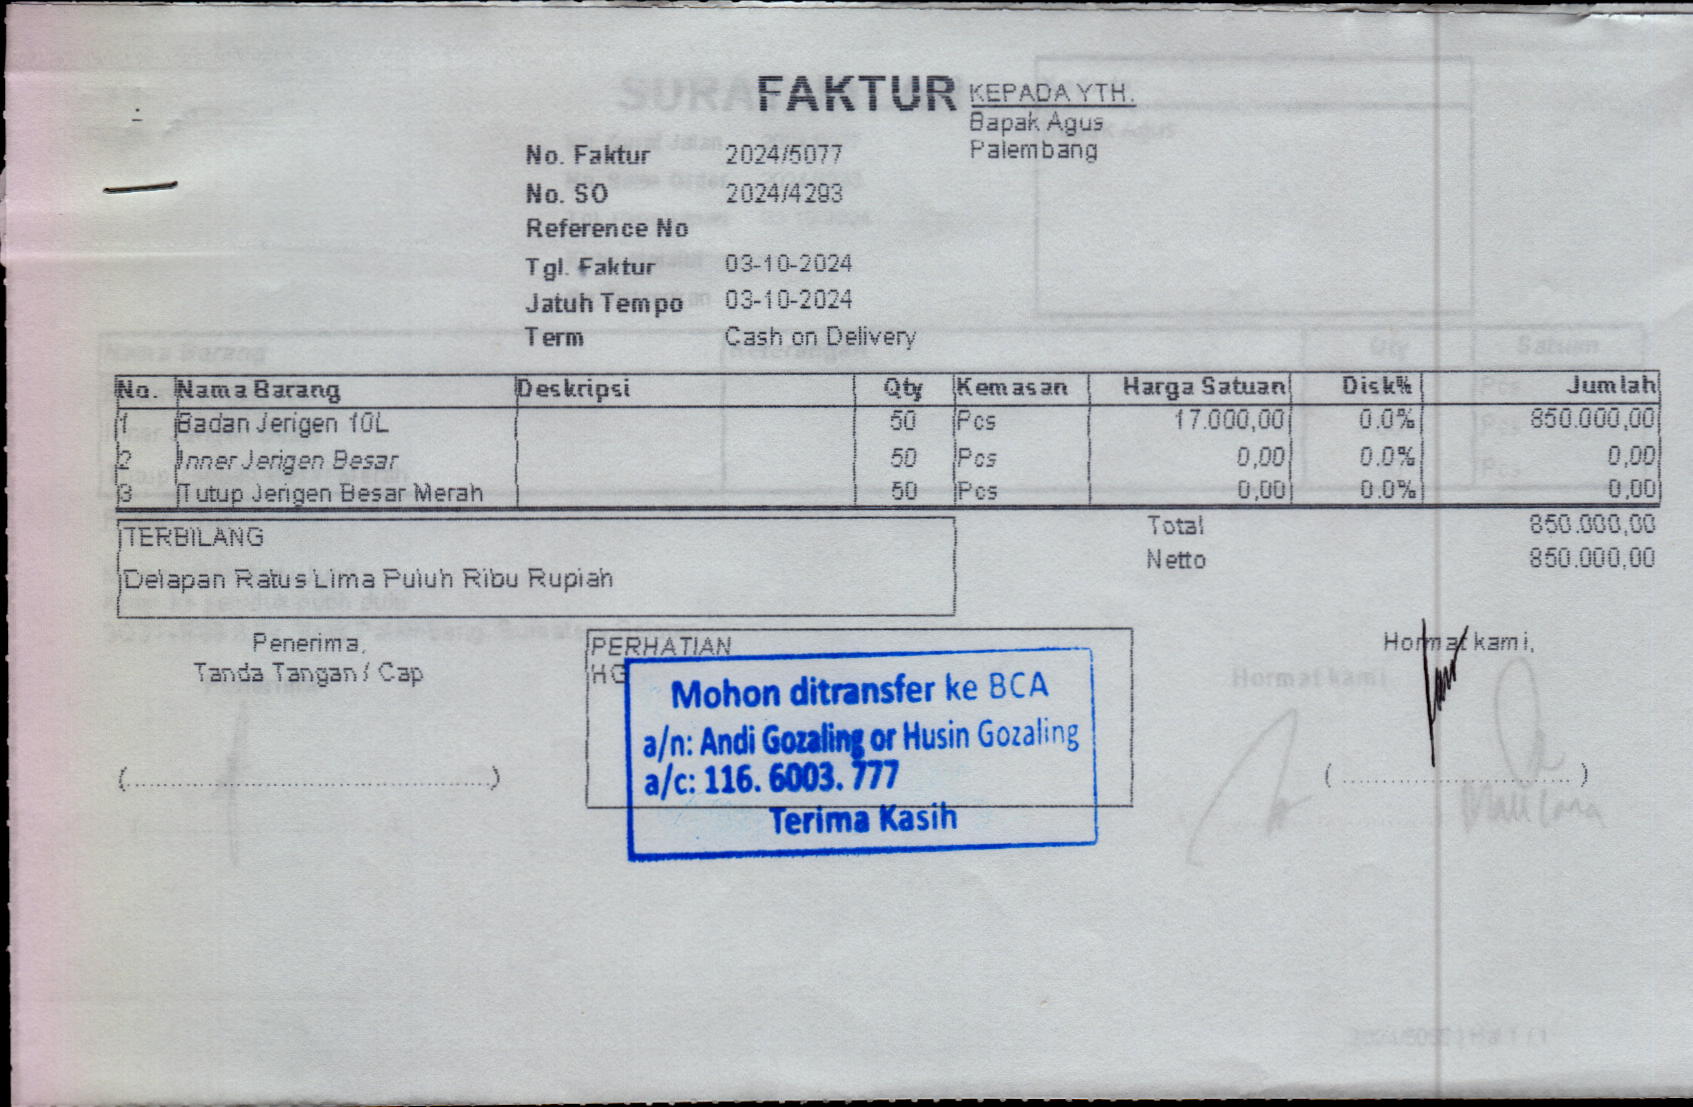 FAKTUR
KEPADA YTH.
Bapak Agus
Palembang
No. Faktur 2024/5077
No. SO 2024/4293
Reference No
Tgl. Faktur 03-10-2024
Jatuh Tempo 03-10-2024
Term Cash on Delivery
No. Nama Barang Deskripsi Qty Kemasan Harga Satuan Disk% Jumlah
1 Badan Jerigen 10L 50 Pcs 17.000,00 0.0% 850.000,00
2 Inner Jerigen Besar 50 Pcs 0,00 0.0% 0,00
3 Tutup Jerigen Besar Merah 50 Pcs 0,00 0.0% 0,00
TERBILANG
Delapan Ratus Lima Puluh Ribu Rupiah
Total 850.000,00
Netto 850.000,00
Penerima,
Tanda Tangan / Cap
(......................................)
PERHATIAN
HG
Mohon ditransfer ke BCA
a/n: Andi Gozaling or Husin Gozaling
a/c: 116. 6003. 777
Terima Kasih
Hormat kami,
(........................)